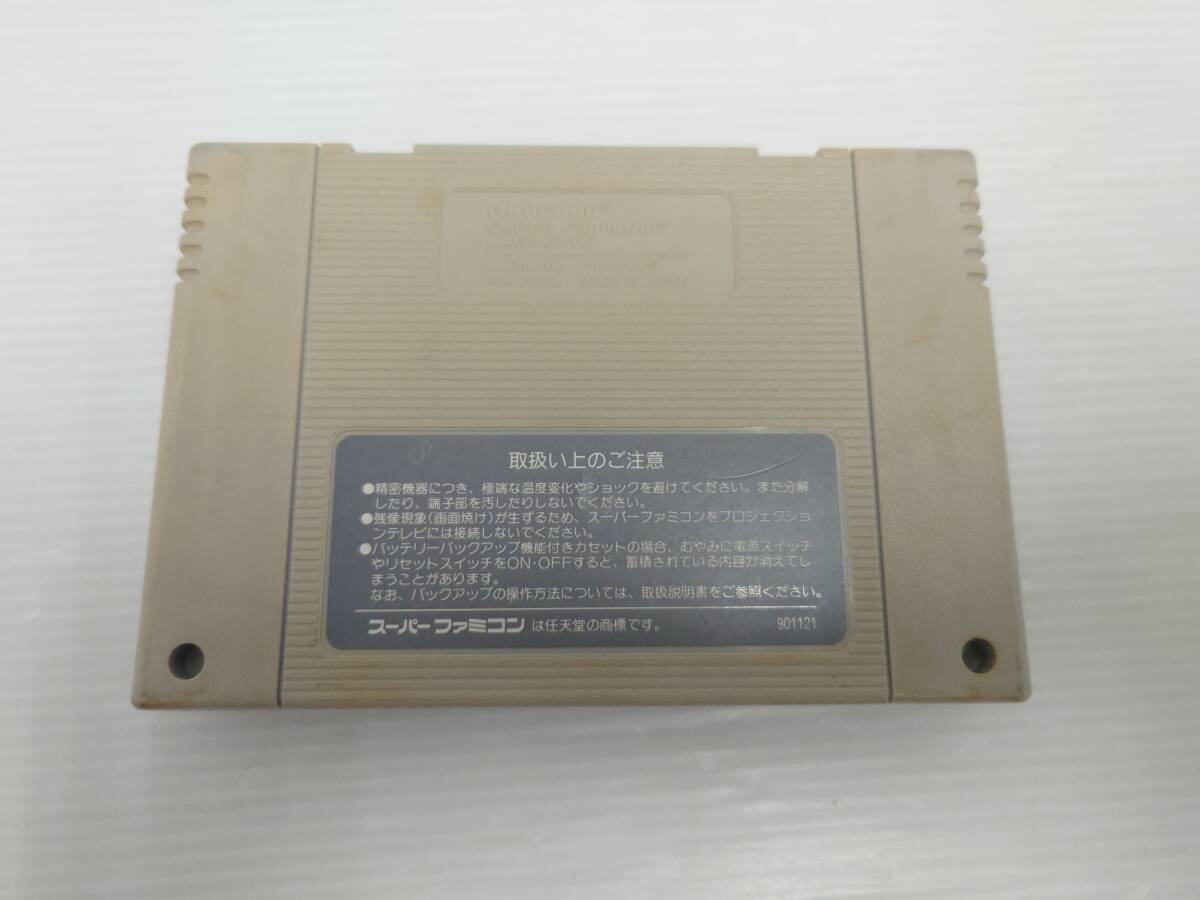 Nintendo
取扱い上のご注意
●精密機器につき、極端な温度変化やショックを避けてください。また分解
したり、端子部を汚したりしないでください。
●残像現象(画面焼け)が生ずるため、スーパーファミコンをプロジェクショ
ンテレビには接続しないでください。
●バッテリーバックアップ機能付きカセットの場合、むやみに電源スイッチ
やリセットスイッチをON・OFFすると、蓄積されている内容が消えてし
まうことがあります。
なお、バックアップの操作方法については、取扱説明書をご参照ください。
スーパーファミコン は任天堂の商標です。 901121